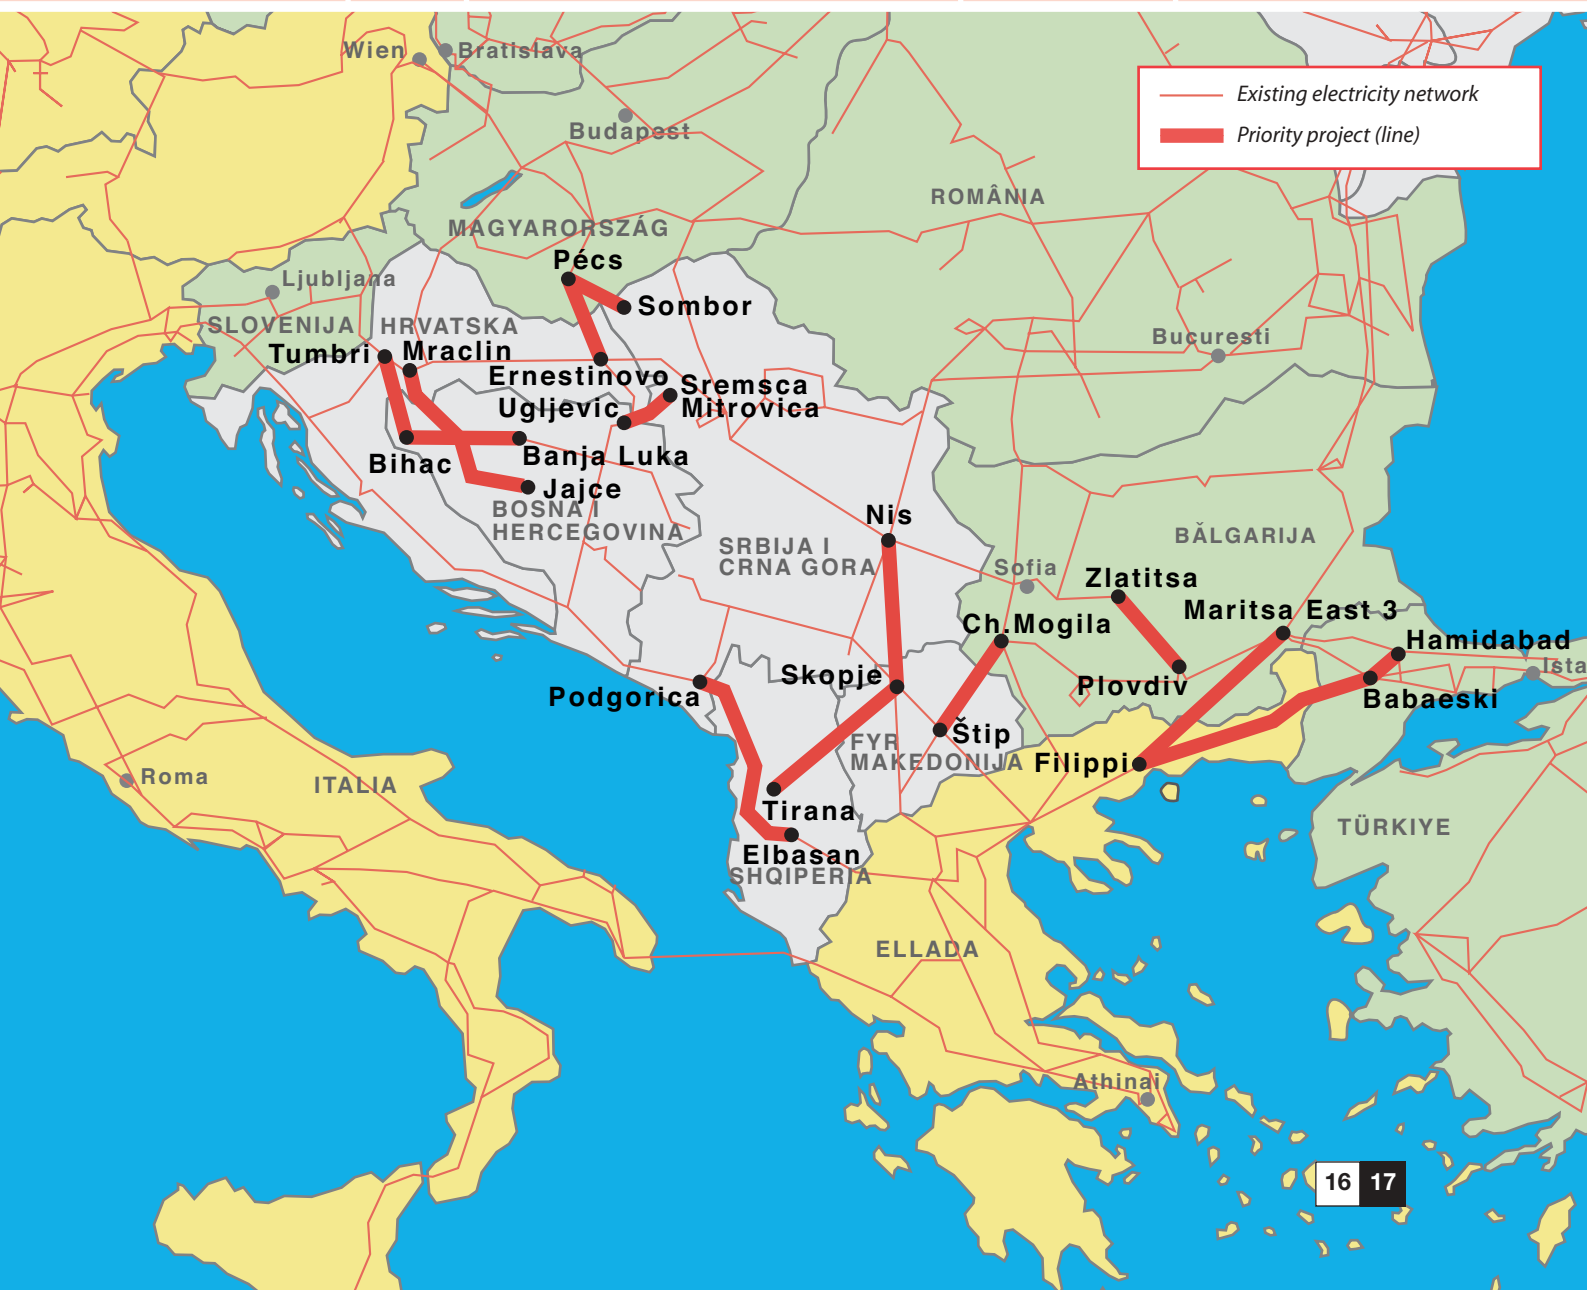 Wien
Bratislava
Existing electricity network
Budapest
Priority project (line)
ROMÂNIA
MAGYARORSZÁG
Pécs
Ljubljana
Sombor
SLOVENIJA
HRVATSKA
Bucuresti
Tumbri
Mraclin
Ernestinovo
Sremsca
Mitrovica
Ugljevic
Banja Luka
Bihac
Jajce
BOSNA I
HERCEGOVINA
Nis
SRBIJA I
CRNA GORA
BĂLGARIJA
Sofia
Zlatitsa
Maritsa East 3
Ch.Mogila
Hamidabad
Ista
Skopje
Plovdiv
Podgorica
Babaeski
Štip
FYR
MAKEDONIJA
Filippi
Roma
ITALIA
Tirana
TÜRKIYE
Elbasan
SHQIPERIA
ELLADA
Athinai
16 17